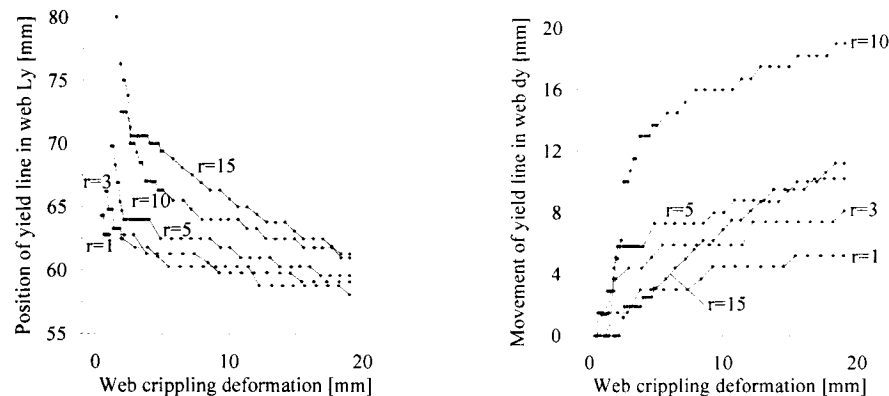 Position of yield line in web Ly [mm]
80
75
70
65
60
55
r=15
r=3
r=10
r=5
r=1
0 10 20
Web crippling deformation [mm]
Movement of yield line in web dy [mm]
20
16
12
8
4
0
r=10
r=5
r=3
r=1
r=15
0 10 20
Web crippling deformation [mm]